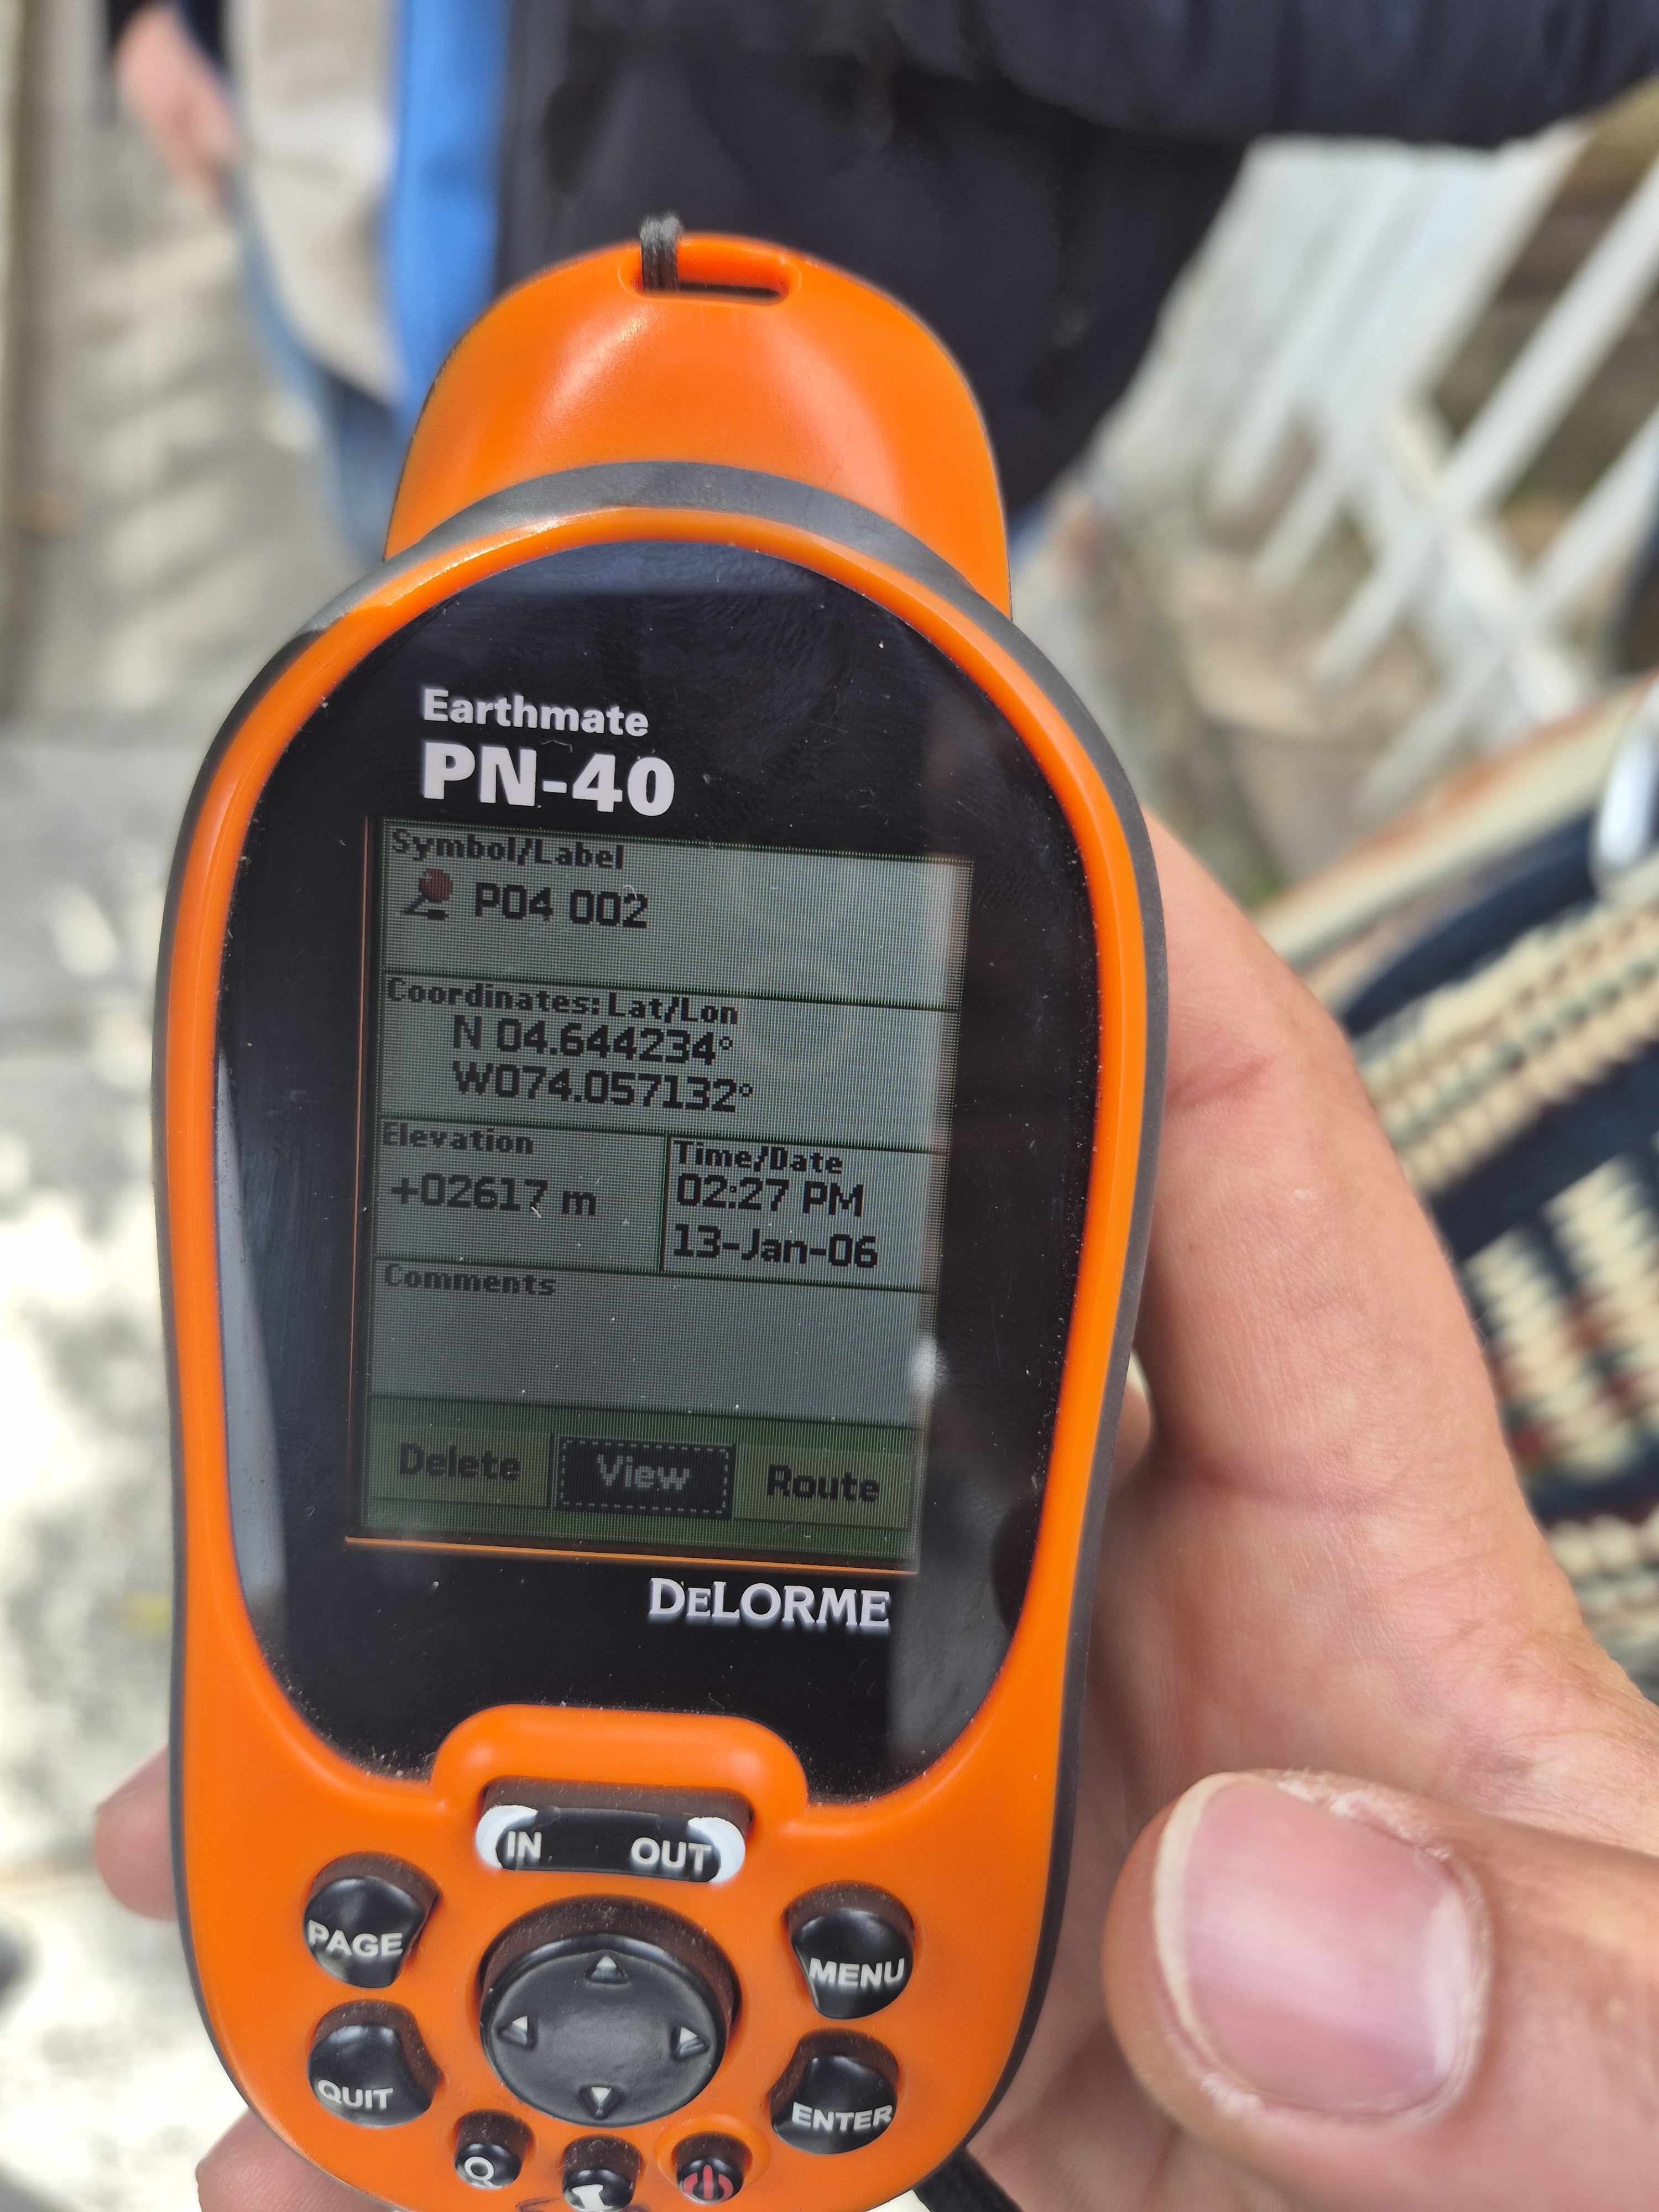 Earthmate
PN-40
Symbol/Label
P04 002
Coordinates: Lat/Lon
N 04.644234°
W074.057132°
Elevation
+02617 m
Time/Date
02:27 PM
13-Jan-06
Comments
Delete View Route
DeLORME
IN OUT
PAGE
MENU
QUIT
ENTER